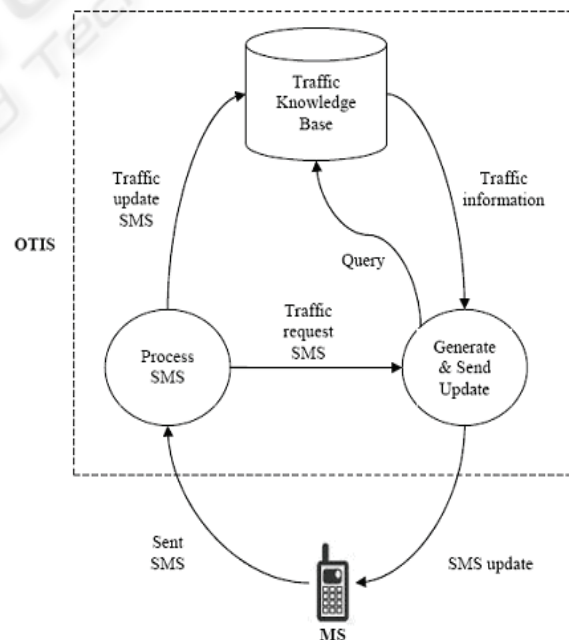 Tec
Traffic
Knowledge
Base
Traffic
update
SMS
Traffic
information
OTIS
Query
Traffic
request
SMS
Process
SMS
Generate
& Send
Update
Sent
SMS
SMS update
MS